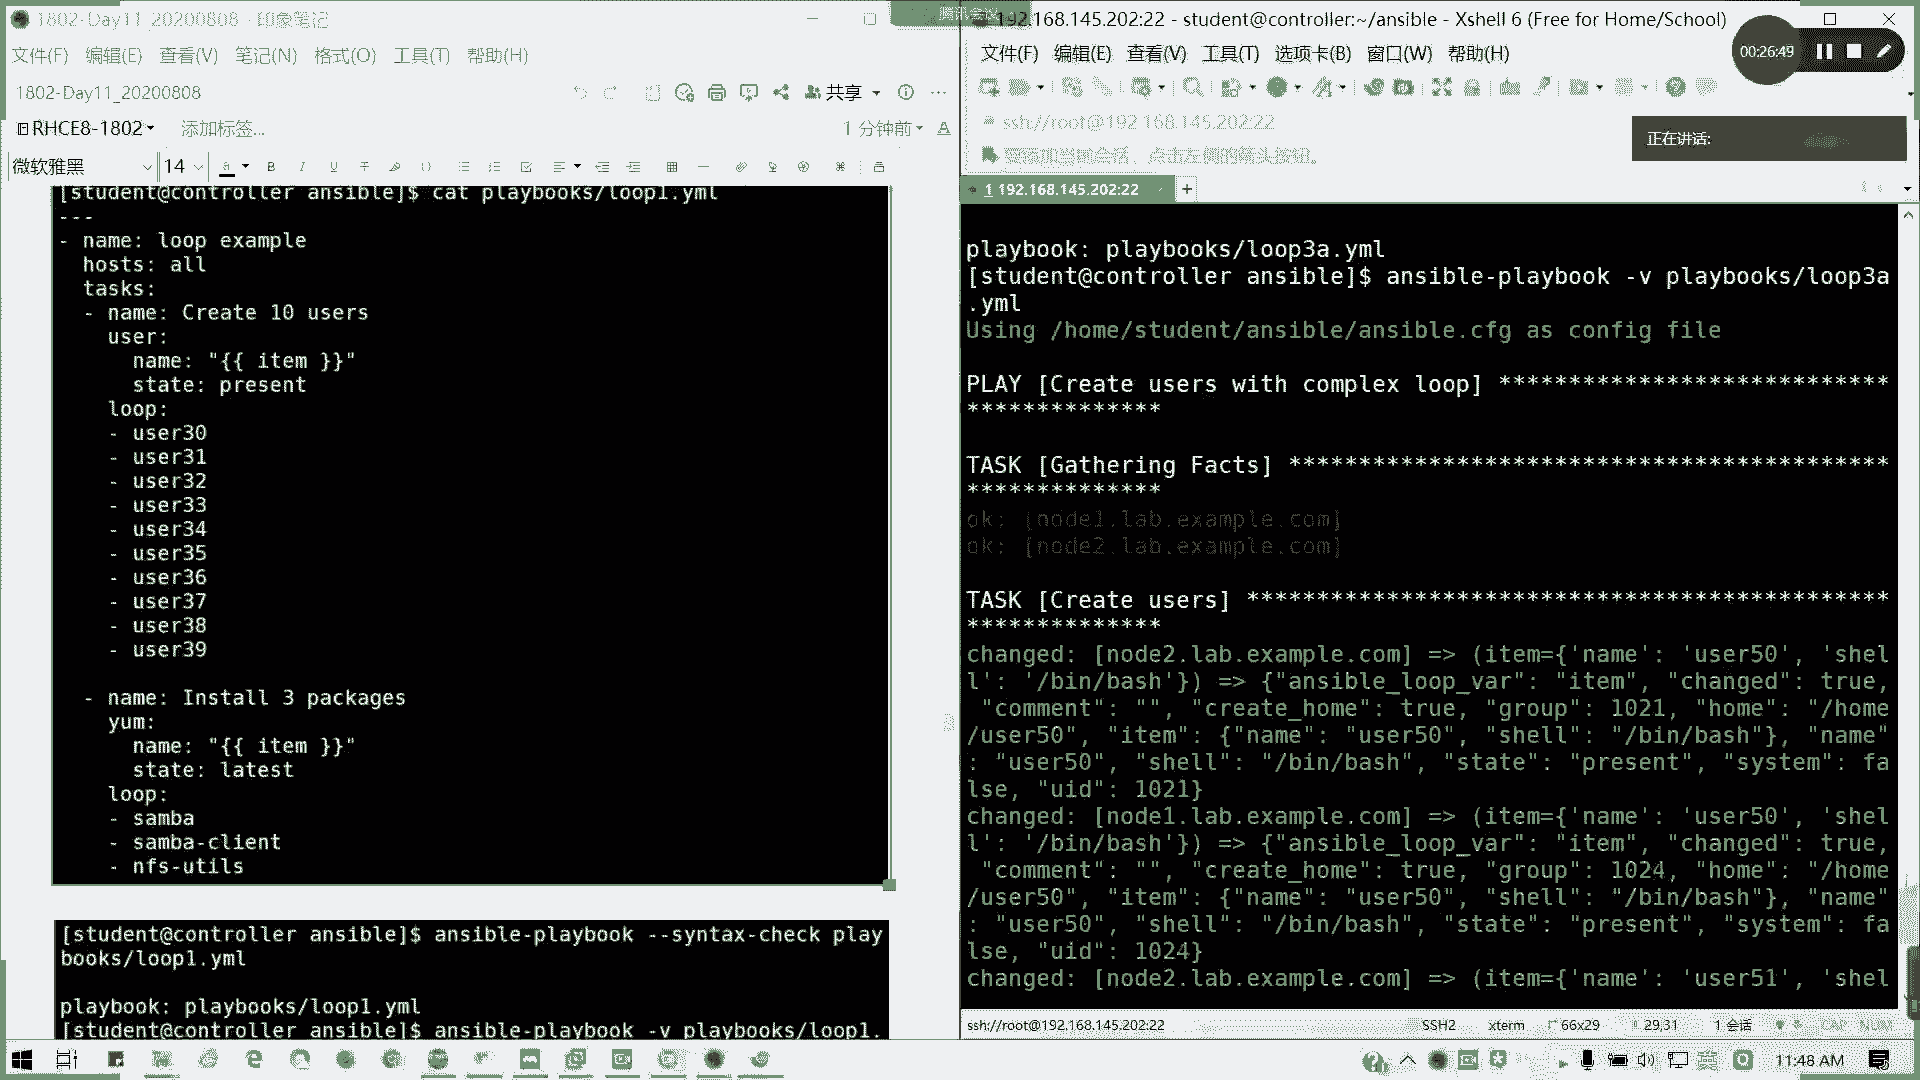 1802-Day11_20200808 - 印象笔记
文件(F) 编辑(E) 查看(V) 笔记(N) 格式(O) 工具(T) 帮助(H)
1802-Day11_20200808
共享
RHCE8-1802
添加标签...
1 分钟前
微软雅黑
14
[student@controller ansible]$ cat playbooks/loop1.yml
---
- name: loop example
hosts: all
tasks:
- name: Create 10 users
user:
name: "{{ item }}"
state: present
loop:
- user30
- user31
- user32
- user33
- user34
- user35
- user36
- user37
- user38
- user39
- name: Install 3 packages
yum:
name: "{{ item }}"
state: latest
loop:
- samba
- samba-client
- nfs-utils
[student@controller ansible]$ ansible-playbook --syntax-check play
books/loop1.yml
playbook: playbooks/loop1.yml
[student@controller ansible]$ ansible-playbook -v playbooks/loop1.
192.168.145.202:22 - student@controller:~/ansible - Xshell 6 (Free for Home/School)
文件(F) 编辑(E) 查看(V) 工具(T) 选项卡(B) 窗口(W) 帮助(H)
00:26:49
ssh://root@192.168.145.202:22
正在讲话:
要添加当前会话，点击左侧的箭头按钮。
1 192.168.145.202:22
playbook: playbooks/loop3a.yml
[student@controller ansible]$ ansible-playbook -v playbooks/loop3a
.yml
Using /home/student/ansible/ansible.cfg as config file
PLAY [Create users with complex loop] *********************************
**************
TASK [Gathering Facts] *******************************************
**************
ok: [node1.lab.example.com]
ok: [node2.lab.example.com]
TASK [Create users] **********************************************
**************
changed: [node2.lab.example.com] => (item={'name': 'user50', 'shel
l': '/bin/bash'}) => {"ansible_loop_var": "item", "changed": true,
"comment": "", "create_home": true, "group": 1021, "home": "/home
/user50", "item": {"name": "user50", "shell": "/bin/bash"}, "name"
: "user50", "shell": "/bin/bash", "state": "present", "system": fa
lse, "uid": 1021}
changed: [node1.lab.example.com] => (item={'name': 'user50', 'shel
l': '/bin/bash'}) => {"ansible_loop_var": "item", "changed": true,
"comment": "", "create_home": true, "group": 1024, "home": "/home
/user50", "item": {"name": "user50", "shell": "/bin/bash"}, "name"
: "user50", "shell": "/bin/bash", "state": "present", "system": fa
lse, "uid": 1024}
changed: [node2.lab.example.com] => (item={'name': 'user51', 'shel
ssh://root@192.168.145.202:22
SSH2
xterm
66x29
29,31
1 会话
CAP
NUM
英
11:48 AM